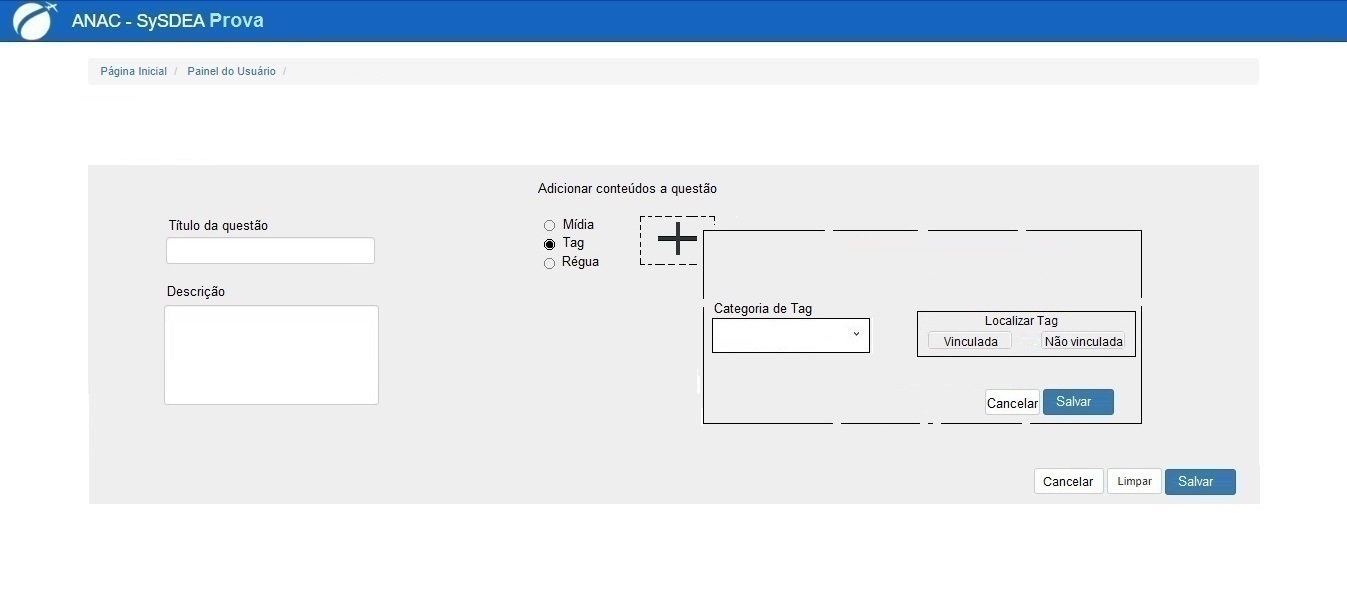 ANAC - SySDEA Prova
Página Inicial / Painel do Usuário /
Adicionar conteúdos a questão
Título da questão
Mídia
Tag
Régua
Descrição
Categoria de Tag
Localizar Tag
Vinculada Não vinculada
Cancelar Salvar
Cancelar Limpar Salvar